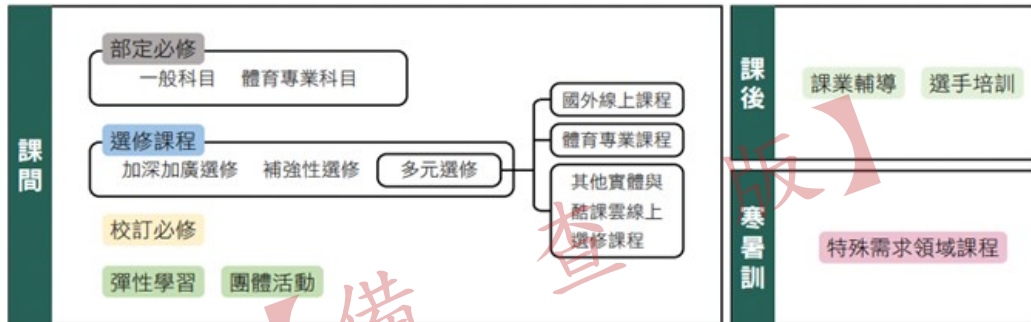 課間
部定必修
一般科目 體育專業科目
選修課程
加深加廣選修 補強性選修 多元選修
國外線上課程
體育專業課程
其他實體與
酷課雲線上
選修課程
校訂必修
彈性學習 團體活動
課後
課業輔導 選手培訓
寒暑訓
特殊需求領域課程
【備查版】